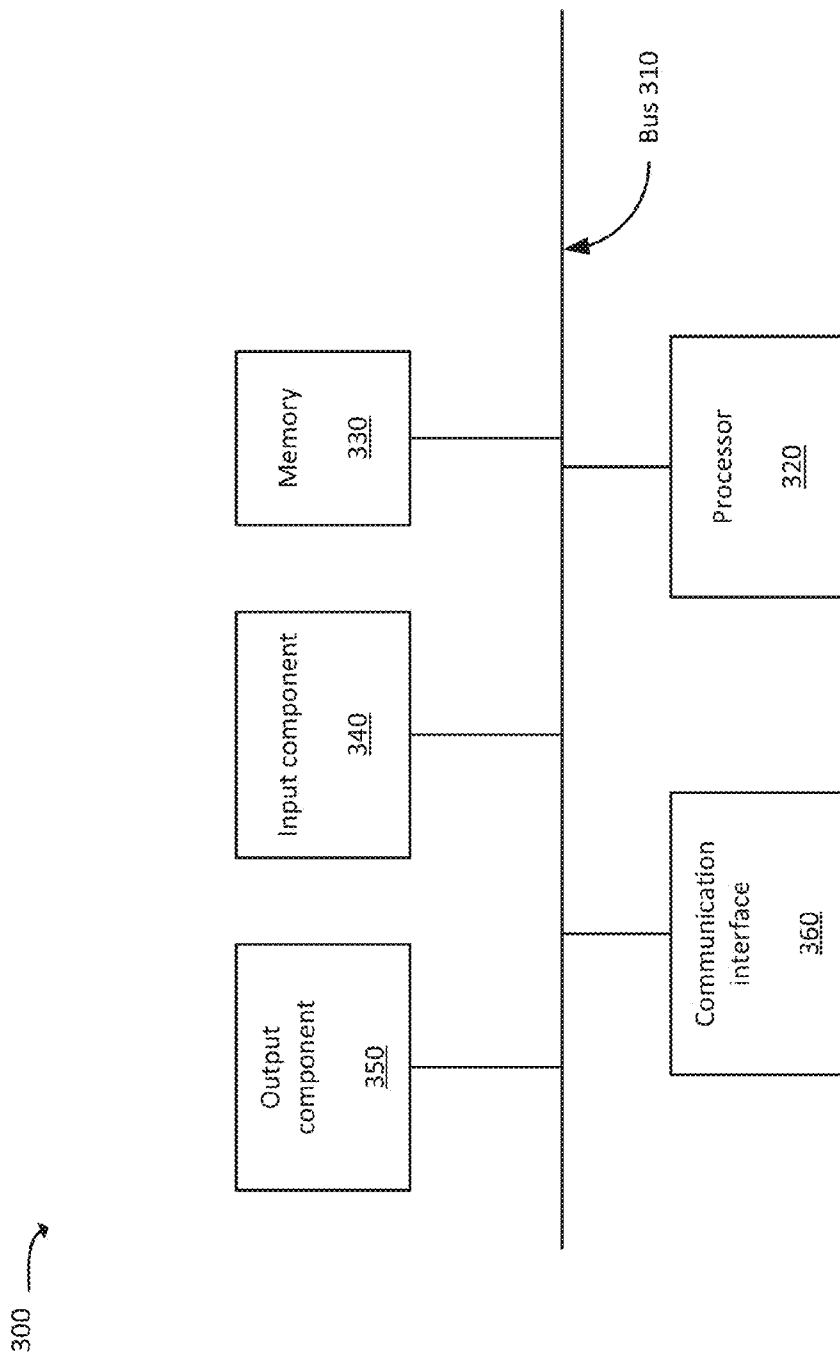 300
Output
component
350
Input component
340
Memory
330
Bus 310
Communication
interface
360
Processor
320